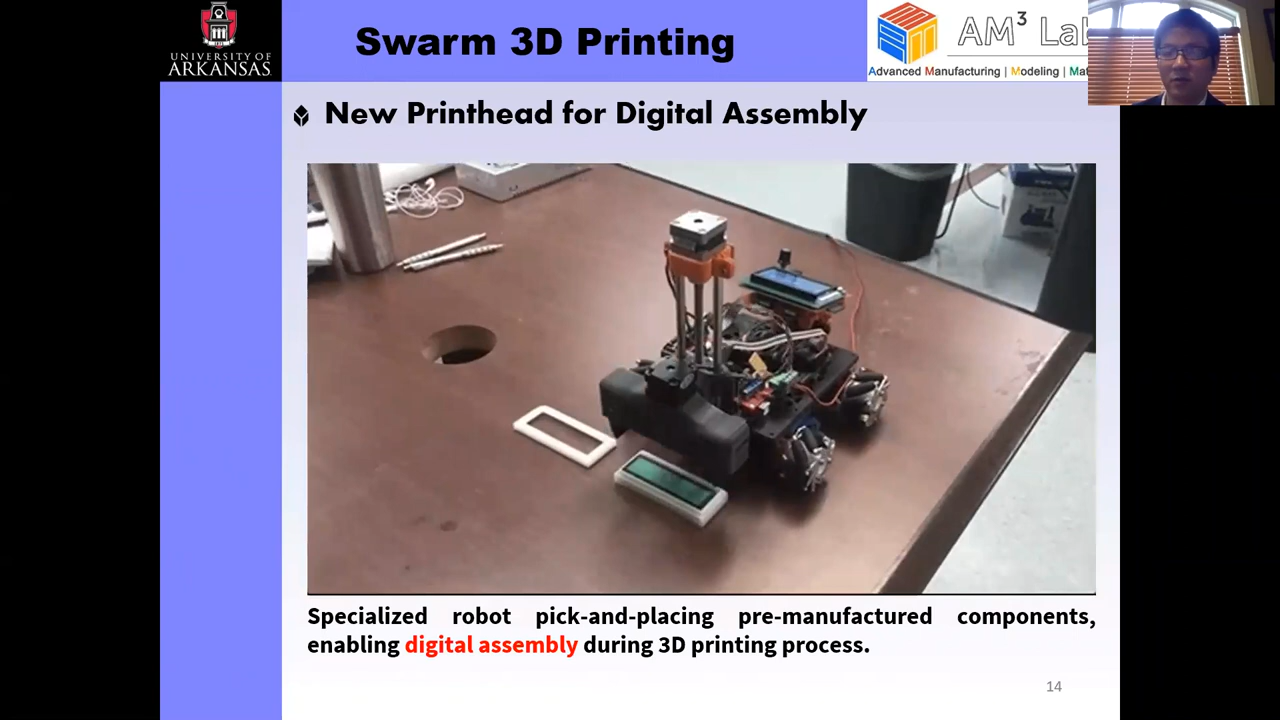 UNIVERSITY OF
ARKANSAS
Swarm 3D Printing
AM³ Lab
Advanced Manufacturing | Modeling |
New Printhead for Digital Assembly
Specialized robot pick-and-placing pre-manufactured components,
enabling digital assembly during 3D printing process.
14